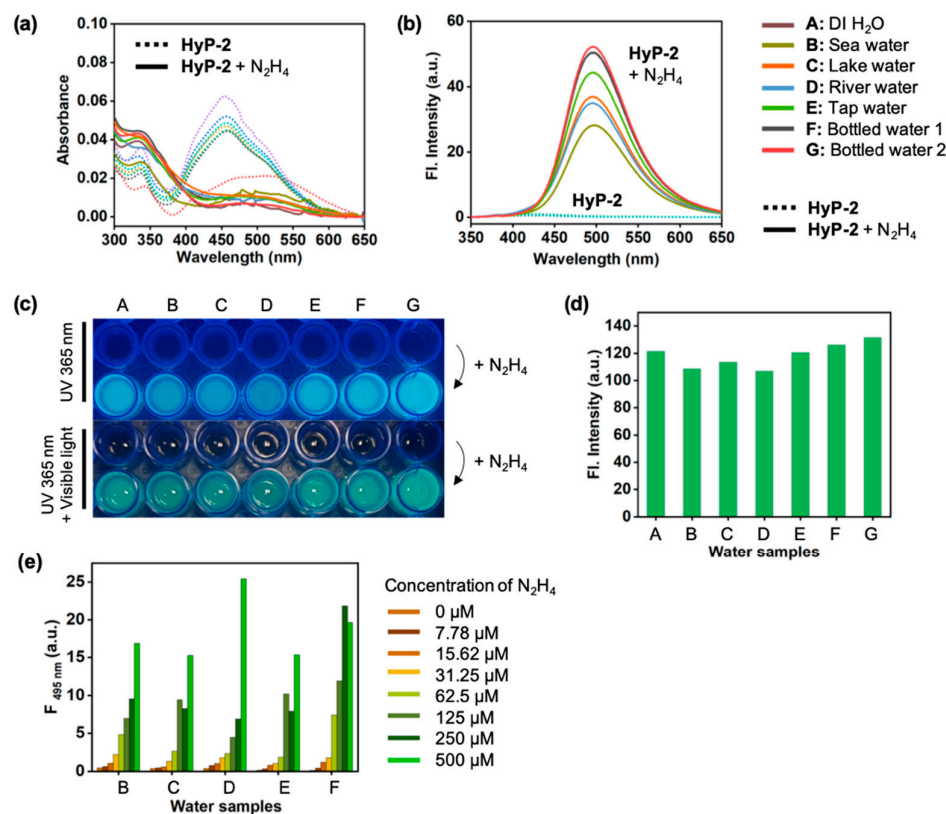 (a)
0.10
0.08
0.06
0.04
0.02
0.00
Absorbance
HyP-2
HyP-2 + N₂H₄
300 350 400 450 500 550 600 650
Wavelength (nm)
(b)
60
40
20
0
Fl. Intensity (a.u.)
HyP-2
+ N₂H₄
HyP-2
350 400 450 500 550 600 650
Wavelength (nm)
A: DI H₂O
B: Sea water
C: Lake water
D: River water
E: Tap water
F: Bottled water 1
G: Bottled water 2
HyP-2
HyP-2 + N₂H₄
(c)
A B C D E F G
UV 365 nm
+ N₂H₄
UV 365 nm
+ Visible light
+ N₂H₄
(d)
140
120
100
80
60
40
20
0
Fl. Intensity (a.u.)
A B C D E F G
Water samples
(e)
25
20
15
10
5
0
F 495 nm (a.u.)
B C D E F
Water samples
Concentration of N₂H₄
0 µM
7.78 µM
15.62 µM
31.25 µM
62.5 µM
125 µM
250 µM
500 µM